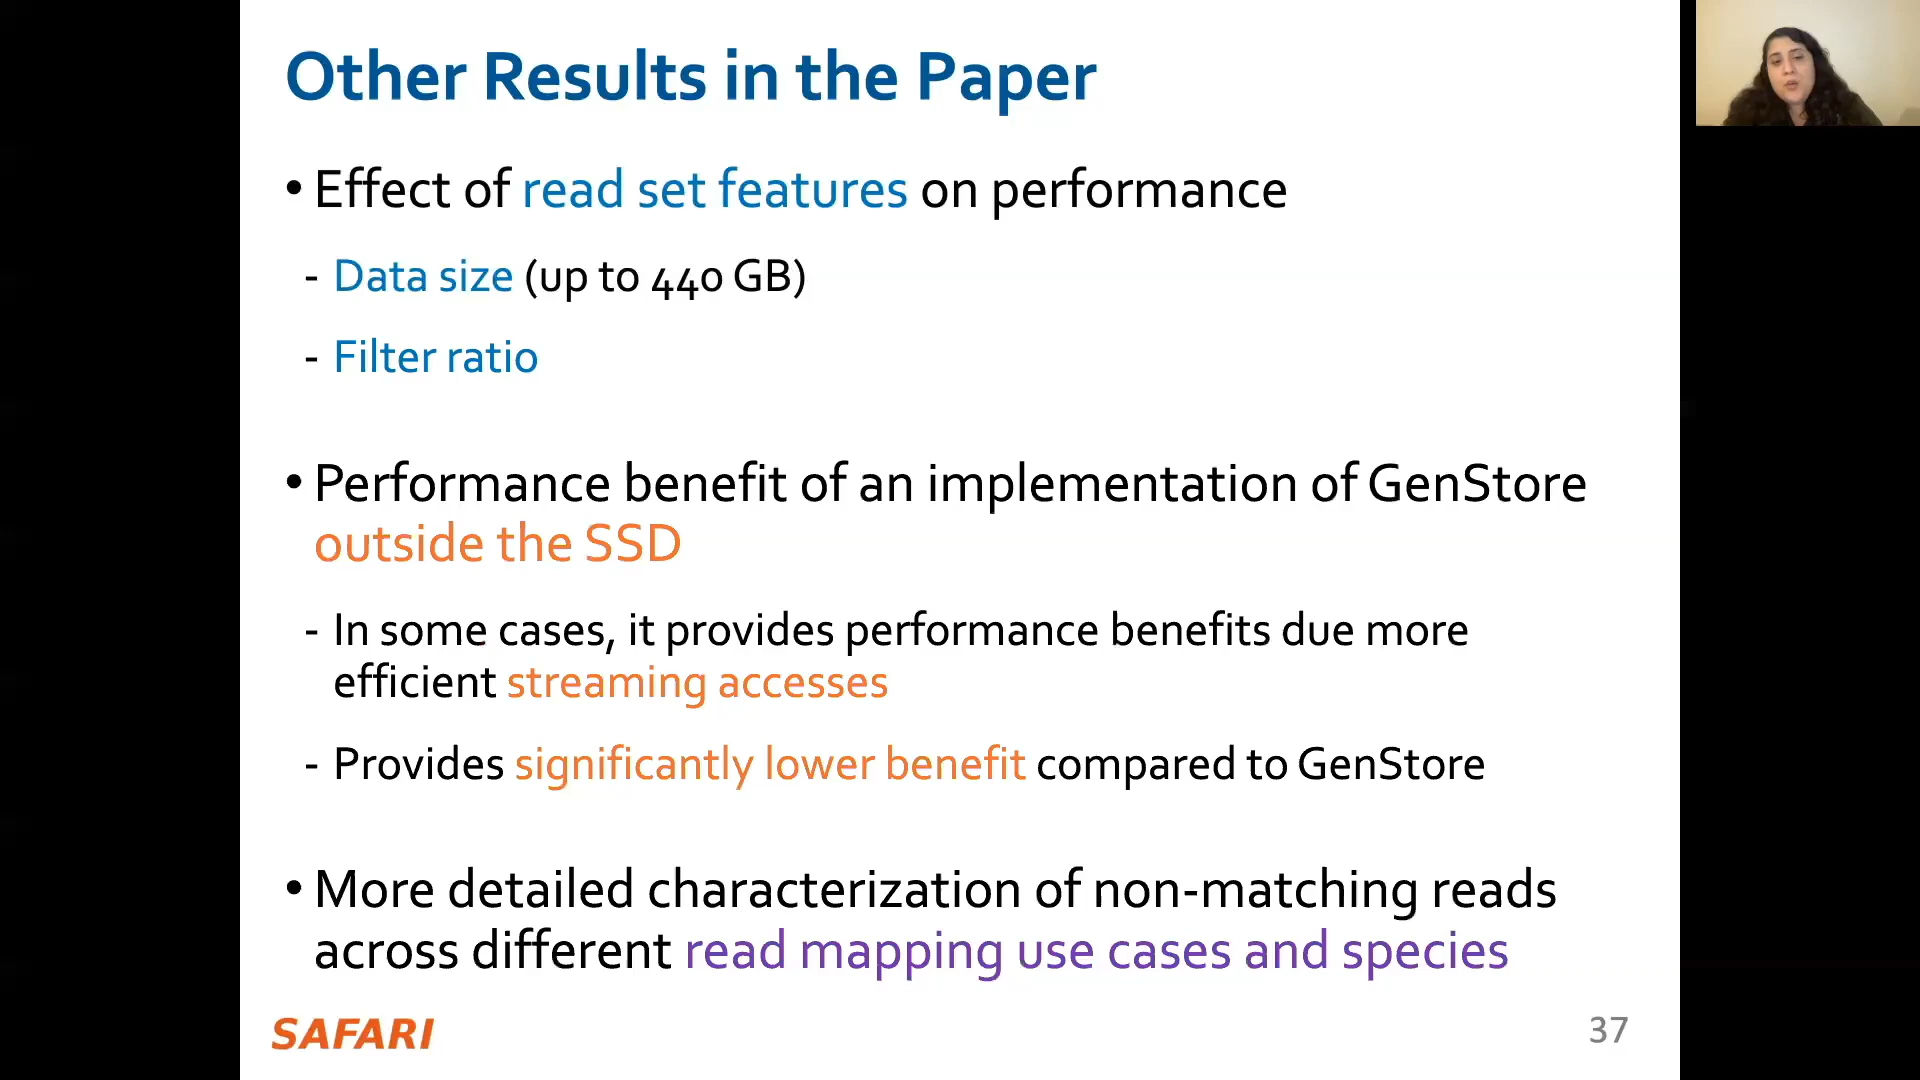 Other Results in the Paper
• Effect of read set features on performance
- Data size (up to 440 GB)
- Filter ratio
• Performance benefit of an implementation of GenStore
outside the SSD
- In some cases, it provides performance benefits due more
efficient streaming accesses
- Provides significantly lower benefit compared to GenStore
• More detailed characterization of non-matching reads
across different read mapping use cases and species
SAFARI
37